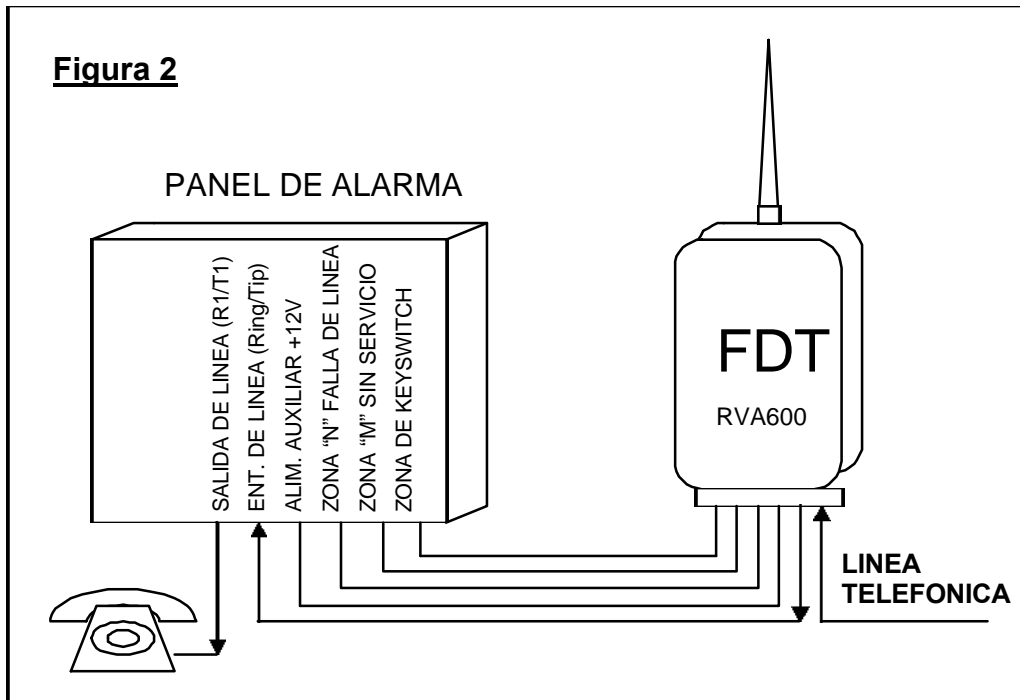 Figura 2
PANEL DE ALARMA
SALIDA DE LINEA (R1/T1)
ENT. DE LINEA (Ring/Tip)
ALIM. AUXILIAR +12V
ZONA “N” FALLA DE LINEA
ZONA “M” SIN SERVICIO
ZONA DE KEYSWITCH
FDT
RVA600
LINEA
TELEFONICA